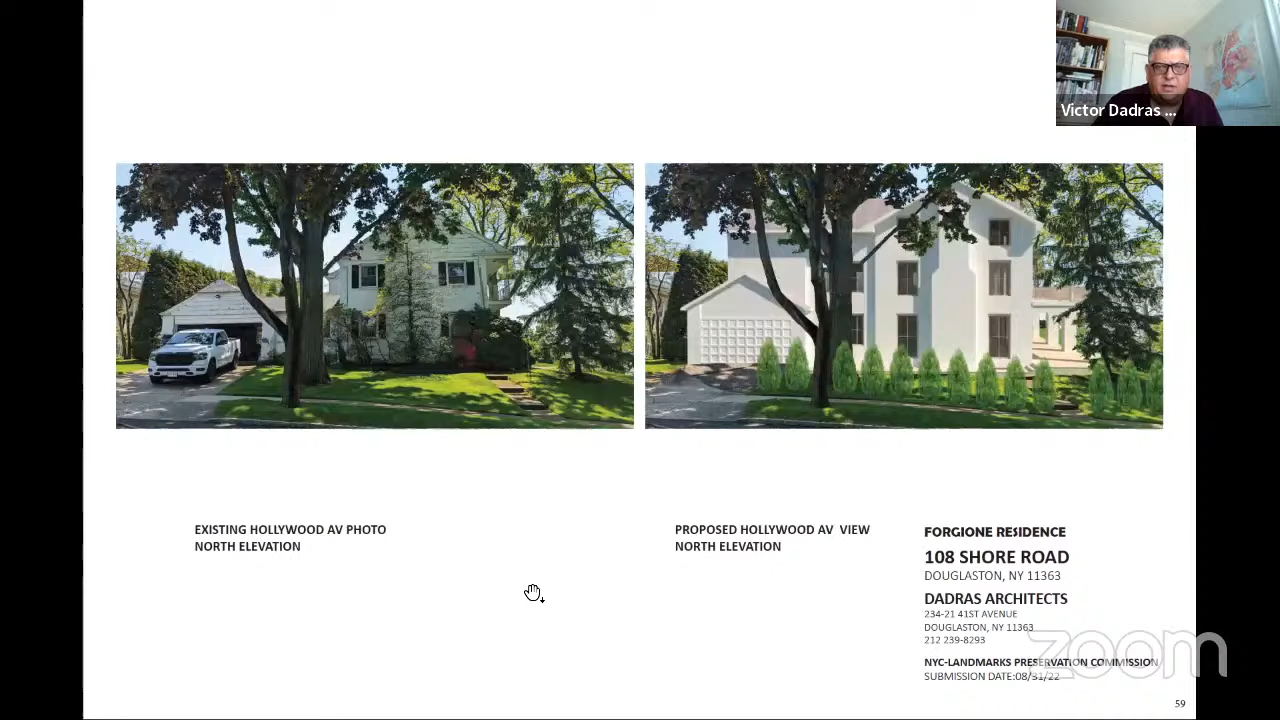 Victor Dadras ...
EXISTING HOLLYWOOD AV PHOTO
NORTH ELEVATION
PROPOSED HOLLYWOOD AV VIEW
NORTH ELEVATION
FORGIONE RESIDENCE
108 SHORE ROAD
DOUGLASTON, NY 11363
DADRAS ARCHITECTS
234-21 41ST AVENUE
DOUGLASTON, NY 11363
212 239-8293
NYC-LANDMARKS PRESERVATION COMMISSION
SUBMISSION DATE:08/31/22
zoom
59